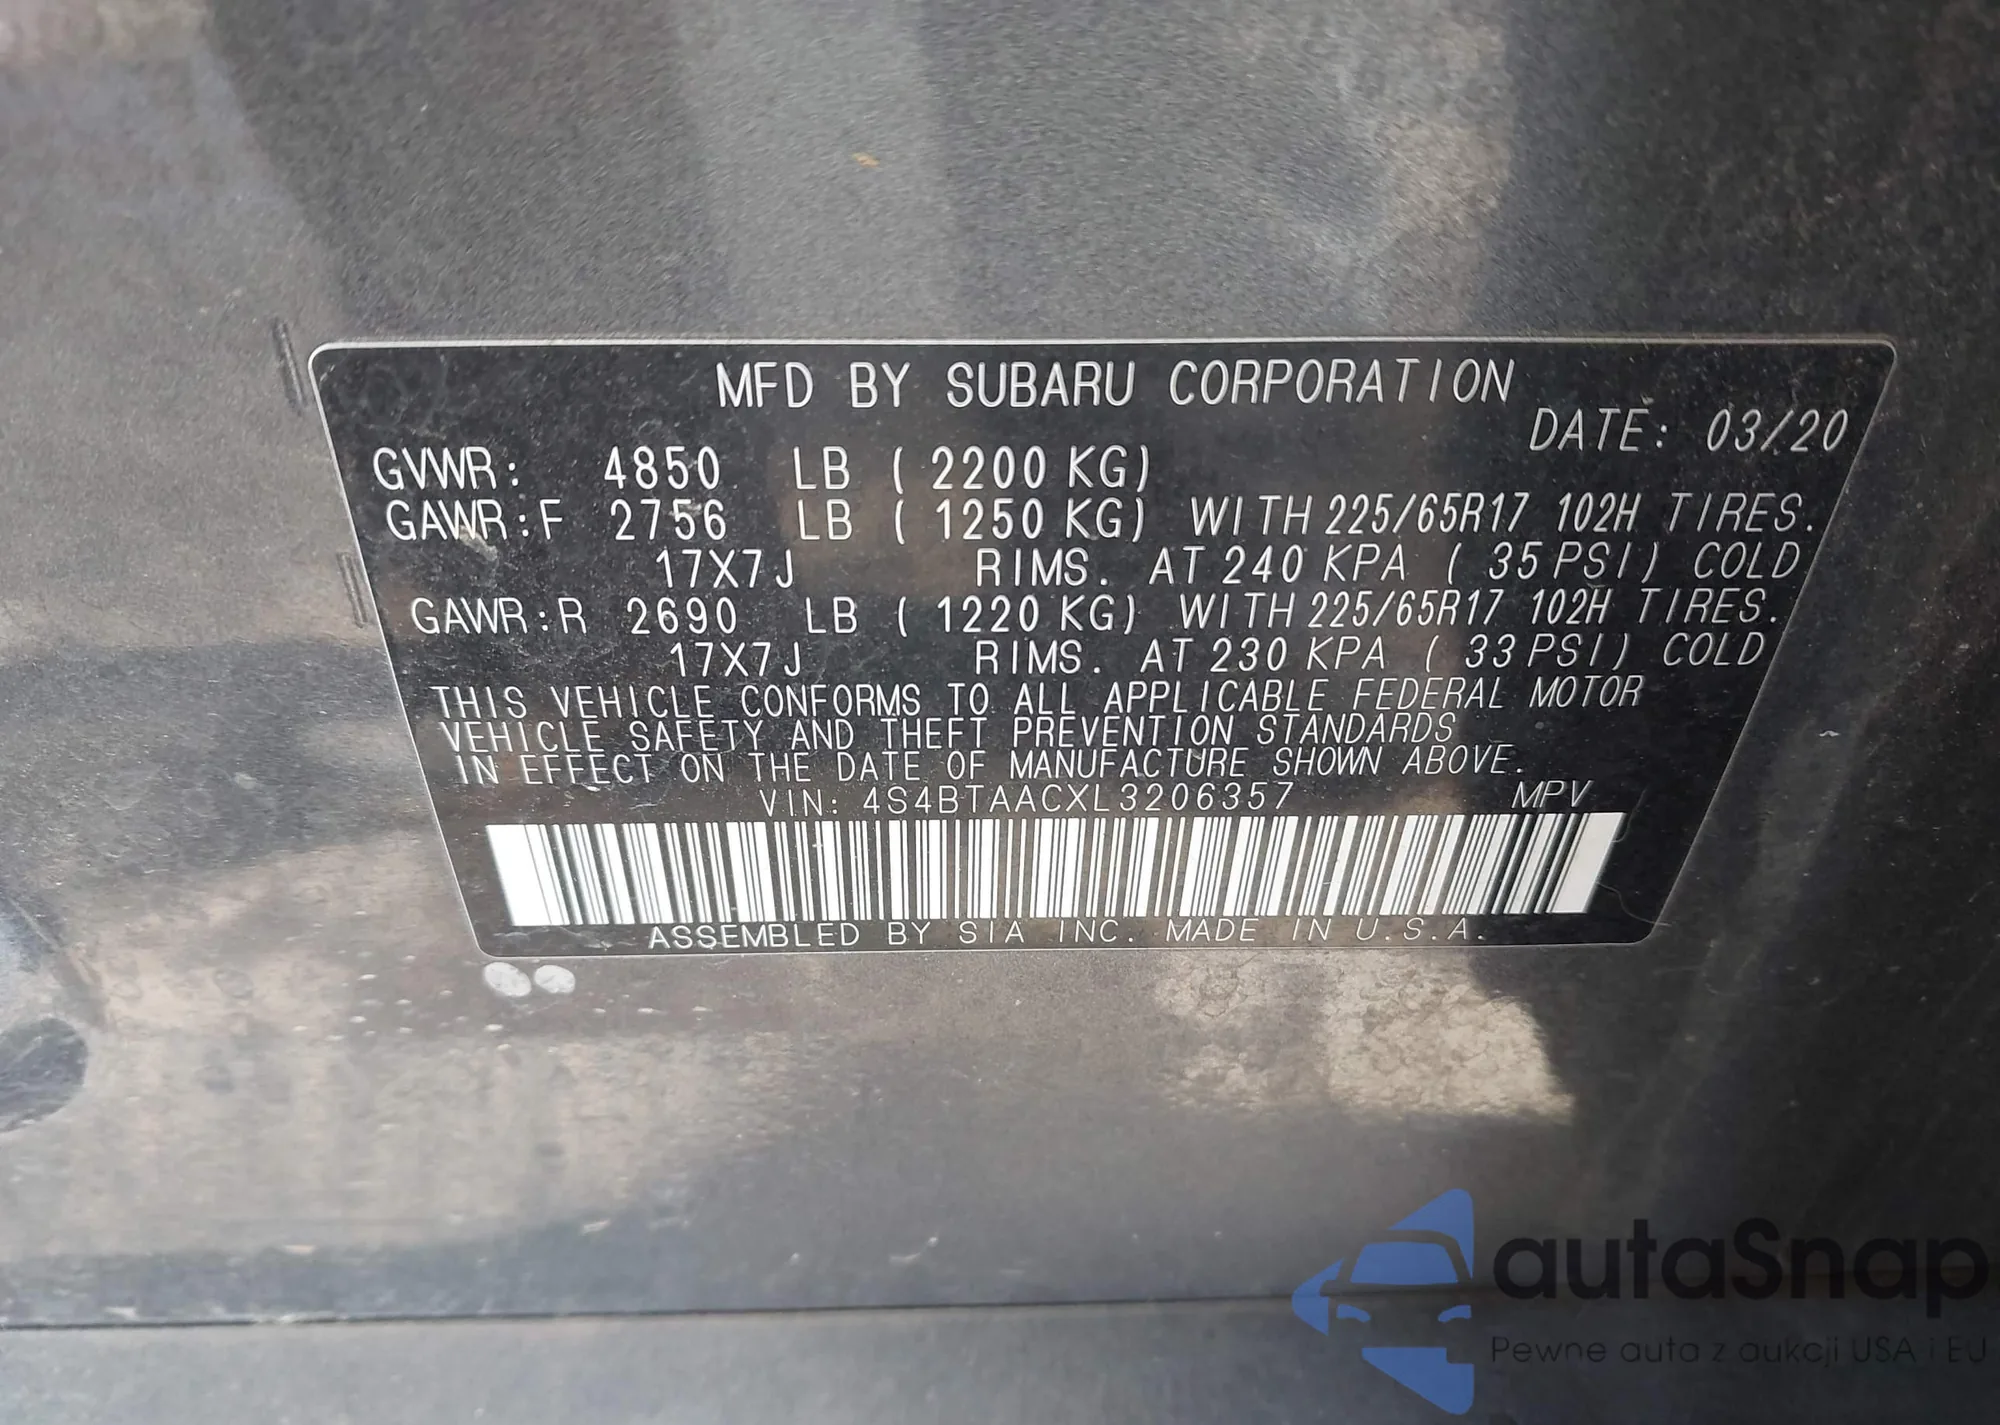 MFD BY SUBARU CORPORATION
DATE: 03/20
GVWR: 4850 LB ( 2200 KG)
GAWR:F 2756 LB ( 1250 KG) WITH 225/65R17 102H TIRES.
17X7J RIMS. AT 240 KPA ( 35 PSI) COLD
GAWR:R 2690 LB ( 1220 KG) WITH 225/65R17 102H TIRES.
17X7J RIMS. AT 230 KPA ( 33 PSI) COLD
THIS VEHICLE CONFORMS TO ALL APPLICABLE FEDERAL MOTOR
VEHICLE SAFETY AND THEFT PREVENTION STANDARDS
IN EFFECT ON THE DATE OF MANUFACTURE SHOWN ABOVE.
VIN: 4S4BTAACXL3206357 MPV
ASSEMBLED BY SIA INC. MADE IN U.S.A.
autaSnap
Pewne auta z aukcji USA i EU